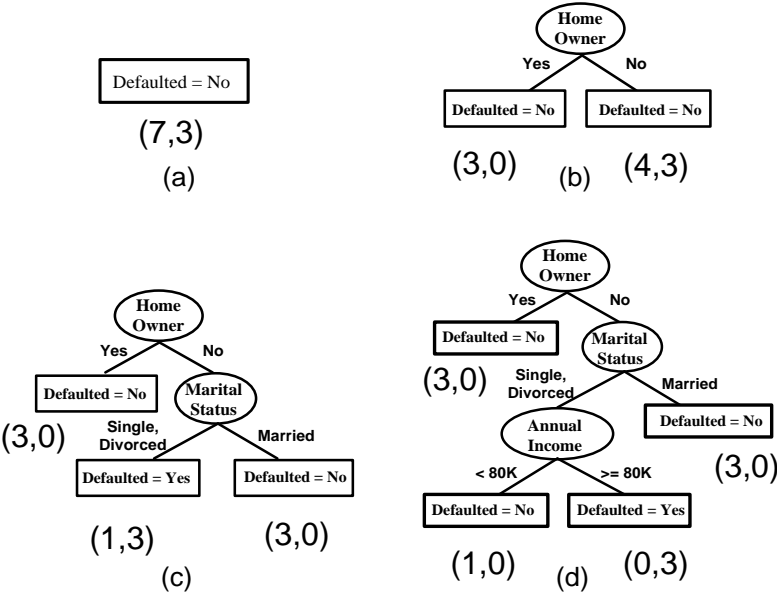 Defaulted = No
(7,3)
(a)
Home
Owner
Yes No
Defaulted = No Defaulted = No
(3,0) (4,3)
(b)
Home
Owner
Yes No
Defaulted = No
Marital
Status
(3,0)
Single,
Divorced
Married
Defaulted = Yes Defaulted = No
(1,3) (3,0)
(c)
Home
Owner
Yes No
Defaulted = No
Marital
Status
(3,0)
Single,
Divorced
Married
Annual
Income
Defaulted = No
(3,0)
< 80K >= 80K
Defaulted = No Defaulted = Yes
(1,0) (0,3)
(d)